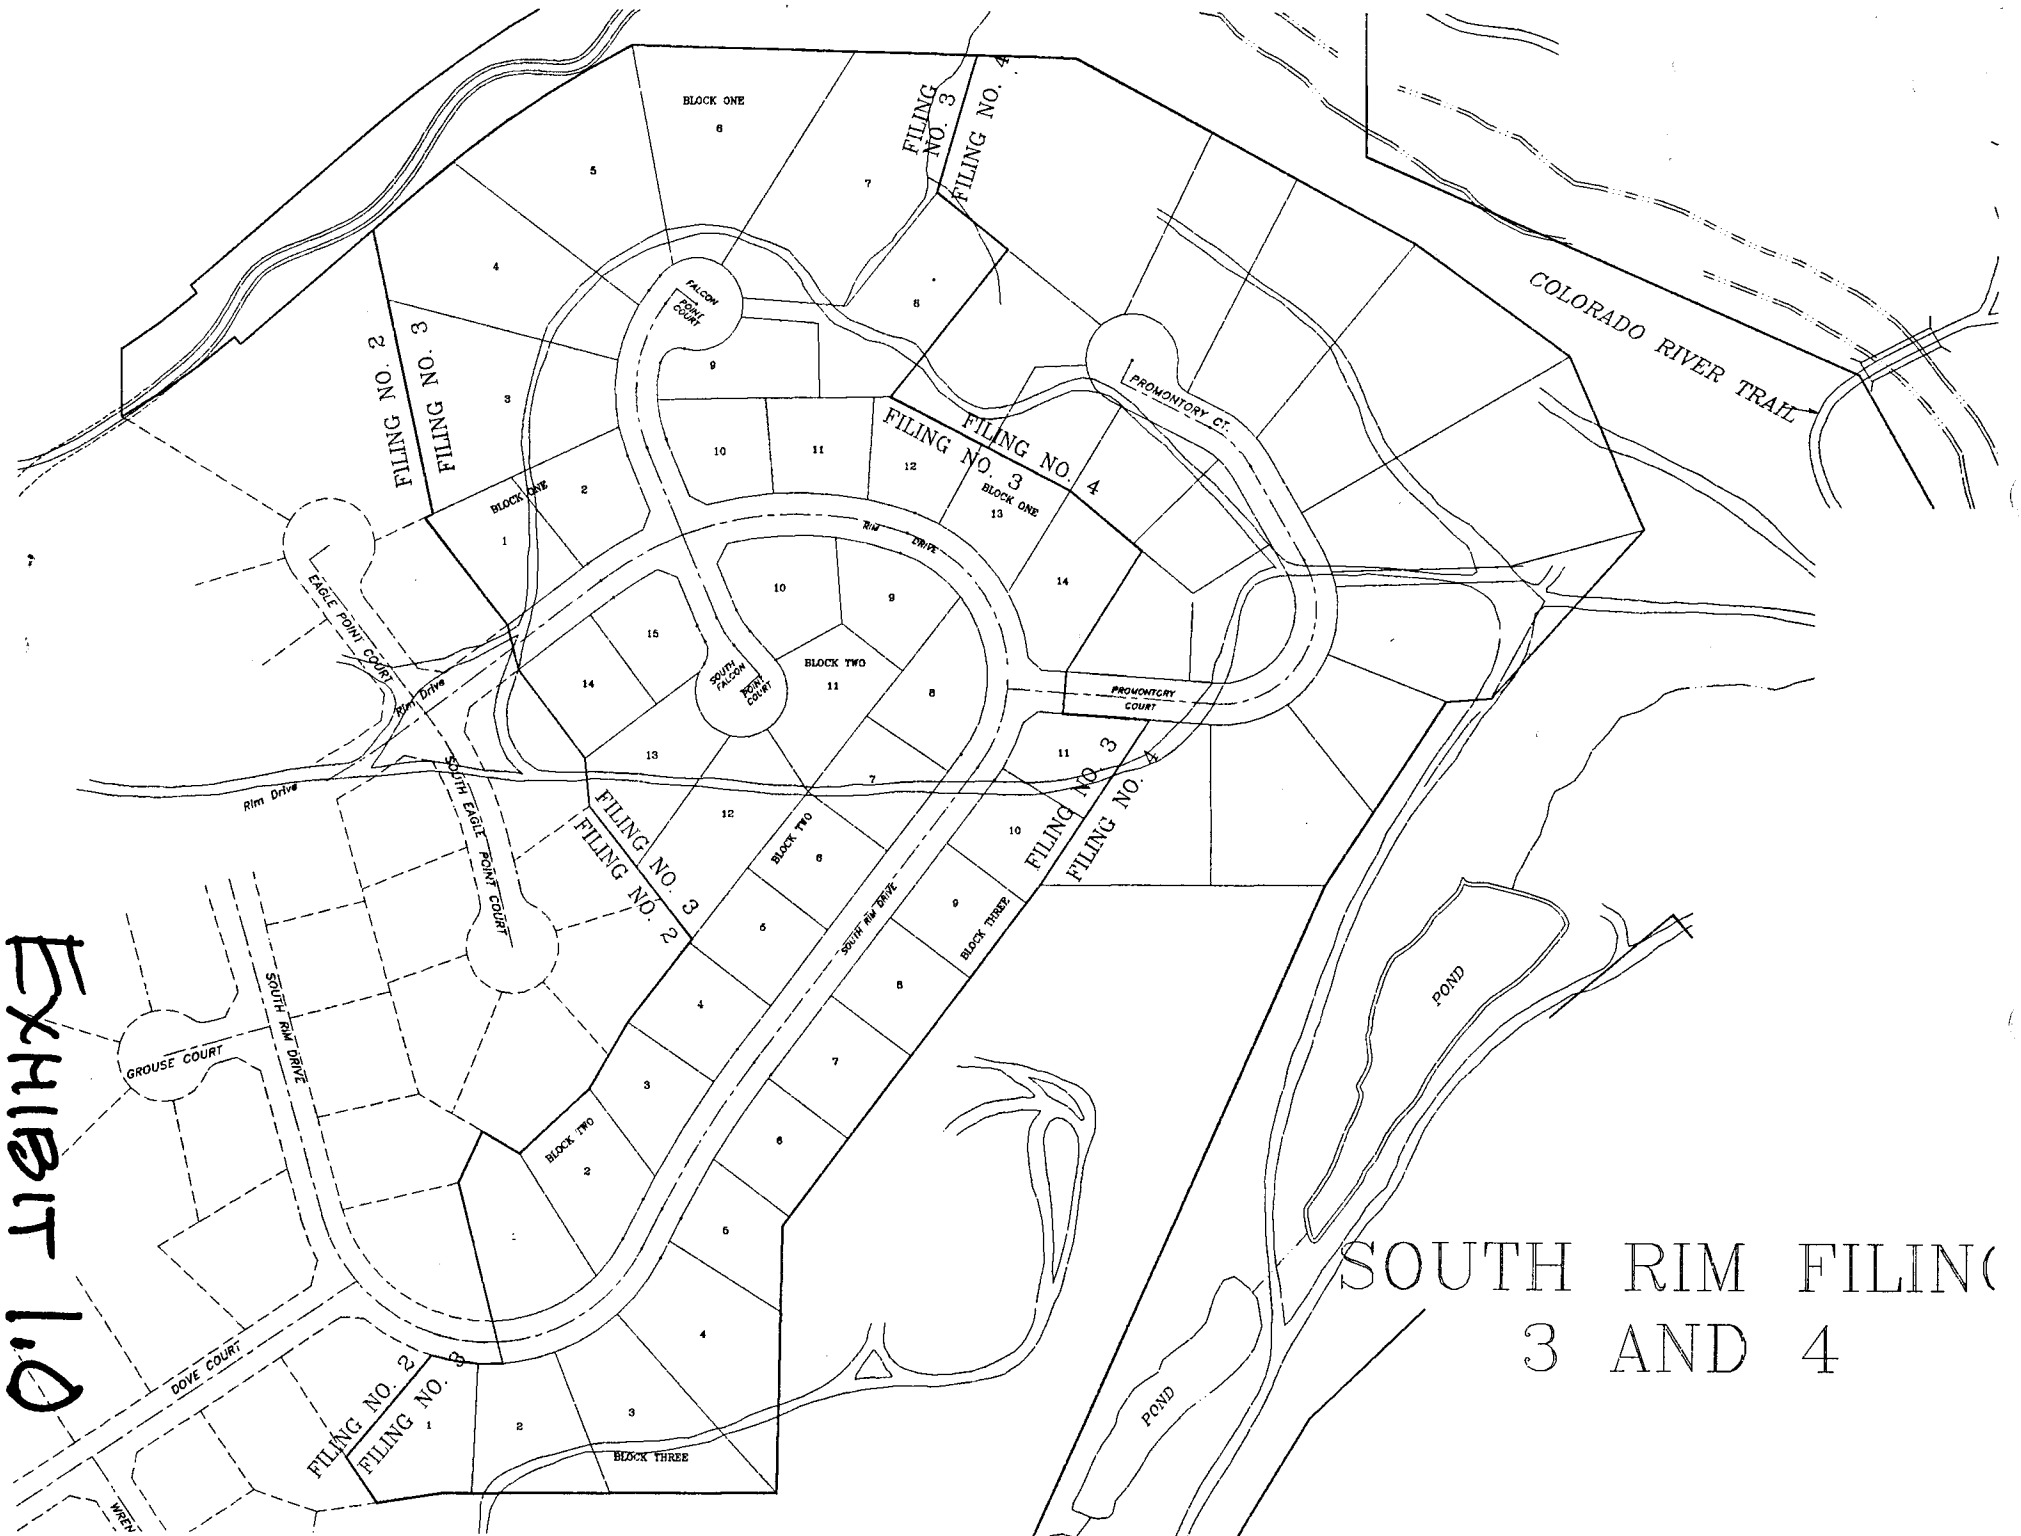 BLOCK ONE
6
5
7
4
FILING
NO. 3
FILING NO. 4
8
FALCON
POINT
COURT
9
3
FILING NO. 2
FILING NO. 3
10
11
12
FILING NO. 3
FILING NO. 4
BLOCK ONE
13
14
BLOCK ONE
2
1
RIM DRIVE
PROMONTORY CT.
COLORADO RIVER TRAIL
EAGLE POINT COURT
Rim Drive
Rim Drive
10
9
15
14
SOUTH
FALCON
POINT
COURT
BLOCK TWO
11
8
PROMONTORY
COURT
13
12
7
11
10
FILING NO. 3
FILING NO. 4
FILING NO. 3
FILING NO. 2
SOUTH EAGLE POINT COURT
BLOCK TWO
6
5
4
3
BLOCK TWO
2
1
SOUTH RIM DRIVE
9
BLOCK THREE
8
7
6
5
4
3
BLOCK THREE
2
1
FILING NO. 2
FILING NO. 3
SOUTH RIM DRIVE
GROUSE COURT
DOVE COURT
WREN
POND
POND
SOUTH RIM FILING
3 AND 4
EXHIBIT 1.0